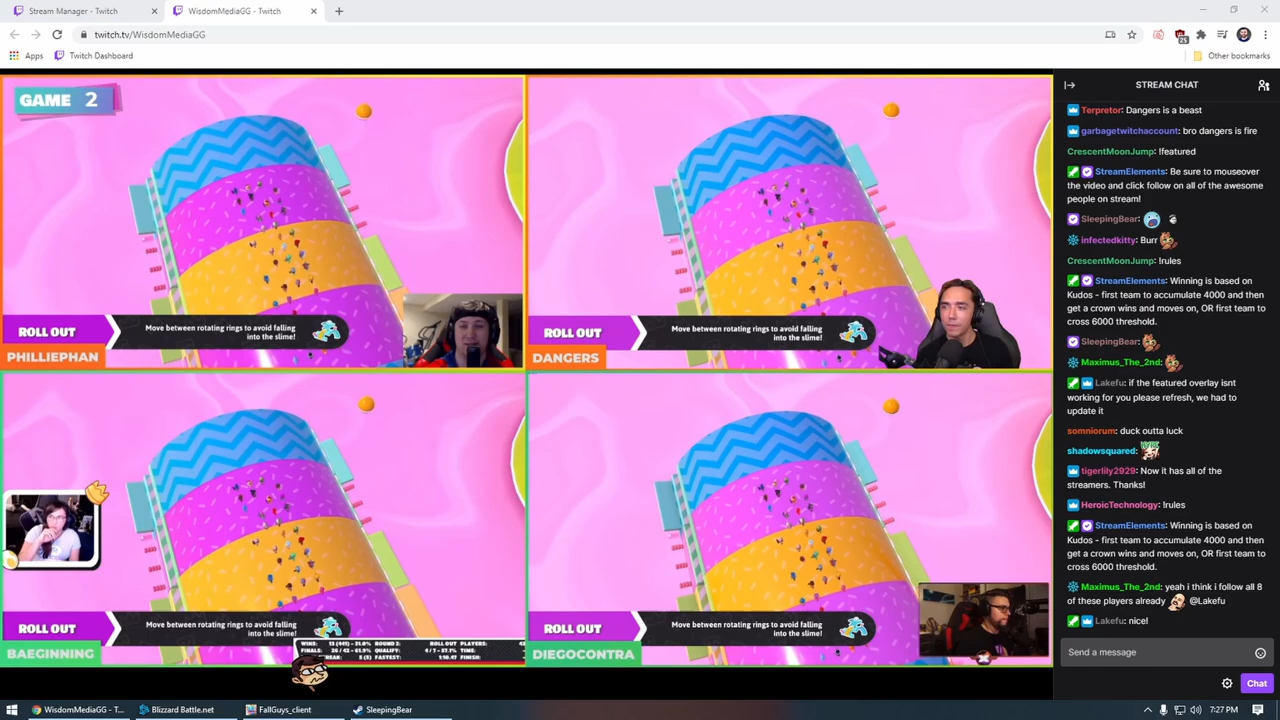 Stream Manager - Twitch
WisdomMediaGG - Twitch
twitch.tv/WisdomMediaGG
25
Apps
Twitch Dashboard
Other bookmarks
GAME 2
ROLL OUT
Move between rotating rings to avoid falling
into the slime!
PHILLIEPHAN
ROLL OUT
Move between rotating rings to avoid falling
into the slime!
DANGERS
ROLL OUT
Move between rotating rings to avoid falling
into the slime!
BAEGINNING
ROUND 2:
ROLL OUT
PLAYERS:
FINALS:
QUALIFY:
TIME:
FASTEST:
FINISH:
ROLL OUT
Move between rotating rings to avoid falling
into the slime!
DIEGOCONTRA
STREAM CHAT
Terpretor: Dangers is a beast
garbagetwitchaccount: bro dangers is fire
CrescentMoonJump: !featured
StreamElements: Be sure to mouseover
the video and click follow on all of the awesome
people on stream!
SleepingBear:
infectedkitty: Burr
CrescentMoonJump: !rules
StreamElements: Winning is based on
Kudos - first team to accumulate 4000 and then
get a crown wins and moves on, OR first team to
cross 6000 threshold.
SleepingBear:
Maximus_The_2nd:
Lakefu: if the featured overlay isnt
working for you please refresh, we had to
update it
somniorum: duck outta luck
shadowsquared:
tigerlily2929: Now it has all of the
streamers. Thanks!
HeroicTechnology: !rules
StreamElements: Winning is based on
Kudos - first team to accumulate 4000 and then
get a crown wins and moves on, OR first team to
cross 6000 threshold.
Maximus_The_2nd: yeah i think i follow all 8
of these players already @Lakefu
Lakefu: nice!
Send a message
Chat
WisdomMediaGG - T...
Blizzard Battle.net
FallGuys_client
SleepingBear
7:27 PM